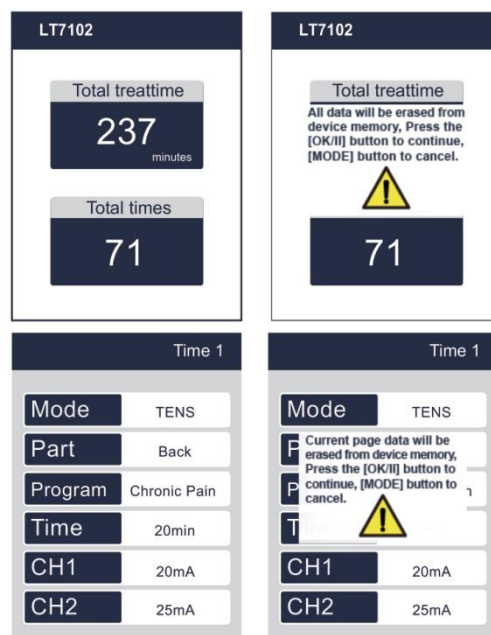 LT7102
Total treattime
237
minutes
Total times
71
LT7102
Total treattime
All data will be erased from
device memory, Press the
[OK/II] button to continue,
[MODE] button to cancel.
71
Time 1
Mode TENS
Part Back
Program Chronic Pain
Time 20min
CH1 20mA
CH2 25mA
Time 1
Mode TENS
Current page data will be
erased from device memory,
Press the [OK/II] button to
continue, [MODE] button to
cancel.
CH1 20mA
CH2 25mA